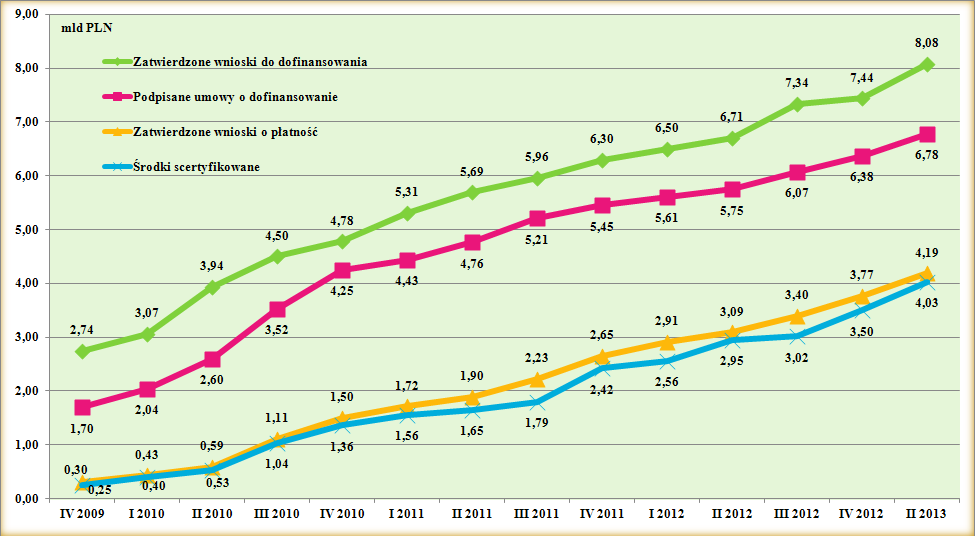 9,00
mld PLN
8,00
7,00
6,00
5,00
4,00
3,00
2,00
1,00
0,00
Zatwierdzone wnioski do dofinansowania
Podpisane umowy o dofinansowanie
Zatwierdzone wnioski o płatność
Środki scertyfikowane
2,74 3,07 3,94 4,50 4,78 5,31 5,69 5,96 6,30 6,50 6,71 7,34 7,44 8,08
1,70 2,04 2,60 3,52 4,25 4,43 4,76 5,21 5,45 5,61 5,75 6,07 6,38 6,78
0,30 0,43 0,59 1,11 1,50 1,72 1,90 2,23 2,65 2,91 3,09 3,40 3,77 4,19
0,25 0,40 0,53 1,04 1,36 1,56 1,65 1,79 2,42 2,56 2,95 3,02 3,50 4,03
IV 2009 I 2010 II 2010 III 2010 IV 2010 I 2011 II 2011 III 2011 IV 2011 I 2012 II 2012 III 2012 IV 2012 II 2013